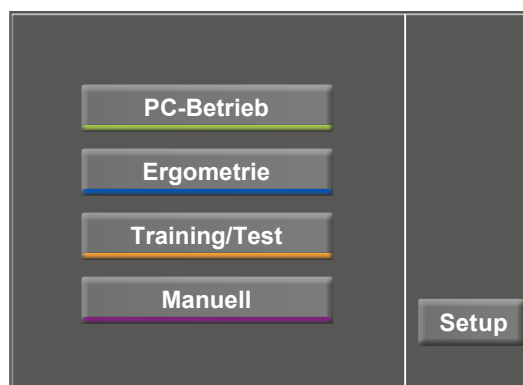 PC-Betrieb
Ergometrie
Training/Test
Manuell
Setup